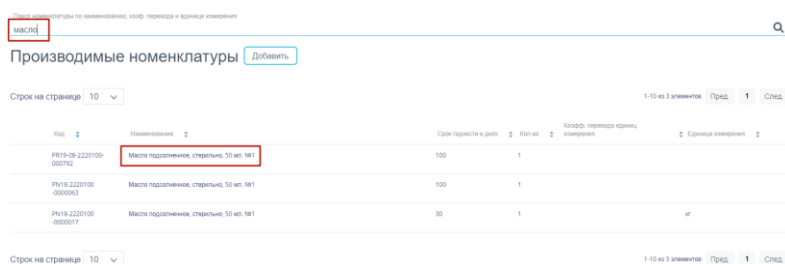 Поиск номенклатуры по наименованию, коэф. перевода и единице измерения
масло
Производимые номенклатуры Добавить
Строк на странице 10 1-10 из 3 элементов Пред. 1 След.
Код Наименование Срок годности в днях Кол-во Коэфф. перевода единиц измерения Единица измерения
PR19-08-2220100-000792 Масло подсолнечное, стерильно, 50 мл. №1 100 1
PN18-2220100-0000063 Масло подсолнечное, стерильно, 50 мл. №1 100 1
PN18-2220100-0000017 Масло подсолнечное, стерильно, 50 мл. №1 30 1 кг
Строк на странице 10 1-10 из 3 элементов Пред. 1 След.